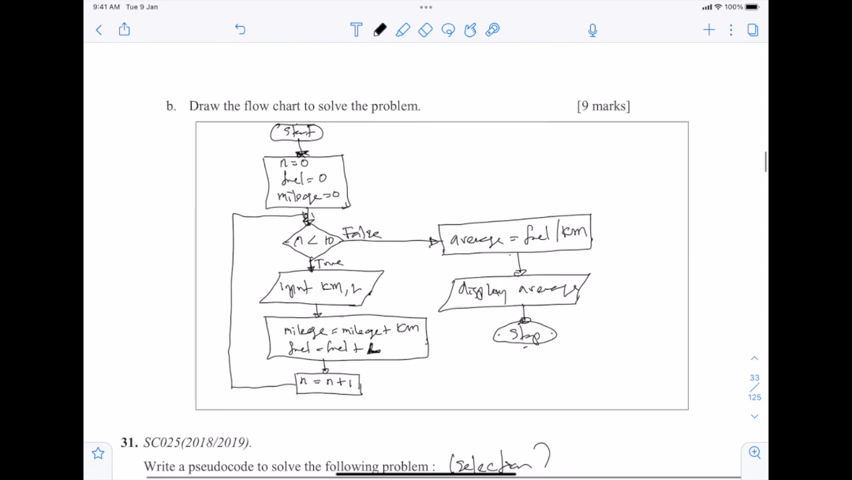 9:41 AM Tue 9 Jan
100%
b. Draw the flow chart to solve the problem. [9 marks]
Start
n=0
fuel=0
mileage=0
n < 10
False
True
average = fuel/km
Input km, L
display average
mileage = mileage + km
fuel = fuel + L
stop
n = n+1
33
125
31. SC025(2018/2019).
Write a pseudocode to solve the following problem : (selection)